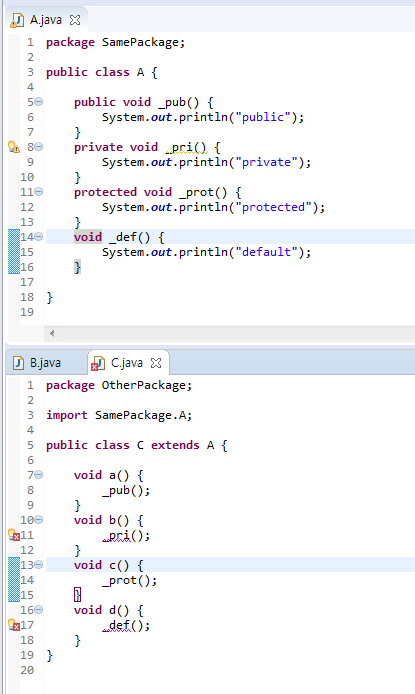 A.java
1 package SamePackage;
2
3 public class A {
4
5 public void _pub() {
6 System.out.println("public");
7 }
8 private void _pri() {
9 System.out.println("private");
10 }
11 protected void _prot() {
12 System.out.println("protected");
13 }
14 void _def() {
15 System.out.println("default");
16 }
17
18 }
19
B.java C.java
1 package OtherPackage;
2
3 import SamePackage.A;
4
5 public class C extends A {
6
7 void a() {
8 _pub();
9 }
10 void b() {
11 _pri();
12 }
13 void c() {
14 _prot();
15 }
16 void d() {
17 _def();
18 }
19 }
20